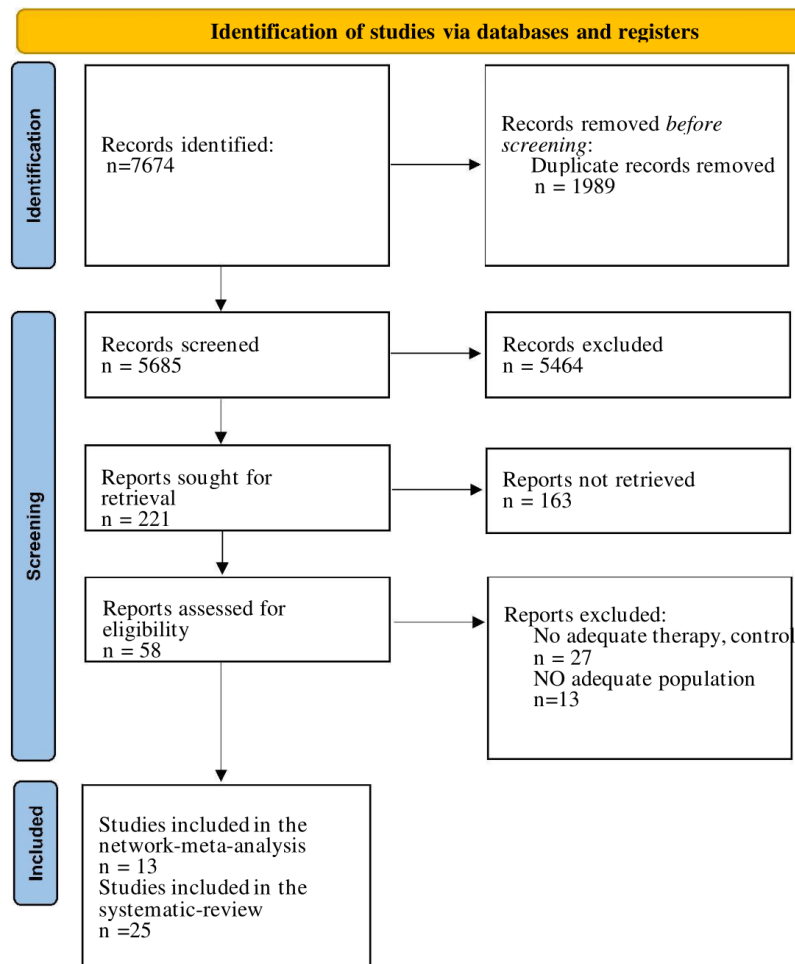 Identification of studies via databases and registers
Identification
Records identified:
n=7674
Records removed before
screening:
Duplicate records removed
n = 1989
Screening
Records screened
n = 5685
Records excluded
n = 5464
Reports sought for
retrieval
n = 221
Reports not retrieved
n = 163
Reports assessed for
eligibility
n = 58
Reports excluded:
No adequate therapy, control
n = 27
NO adequate population
n=13
Included
Studies included in the
network-meta-analysis
n = 13
Studies included in the
systematic-review
n =25